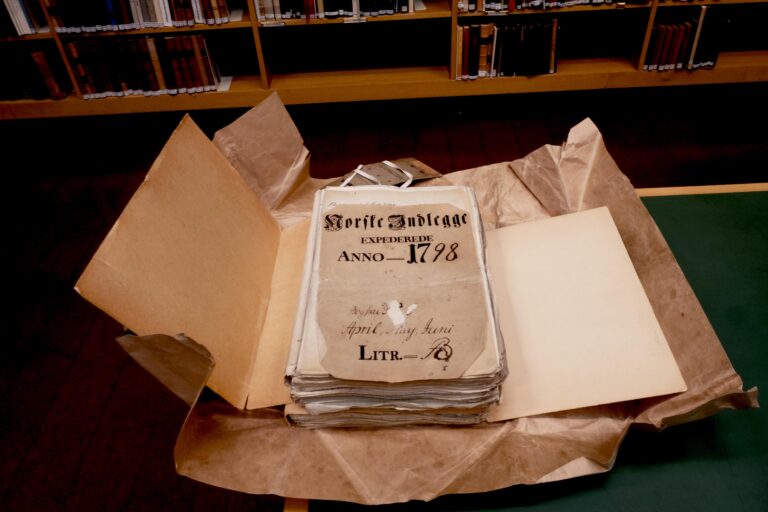 Norske Indlegge
EXPEDEREDE
ANNO—1798
April, May, Juni
LITR.— B